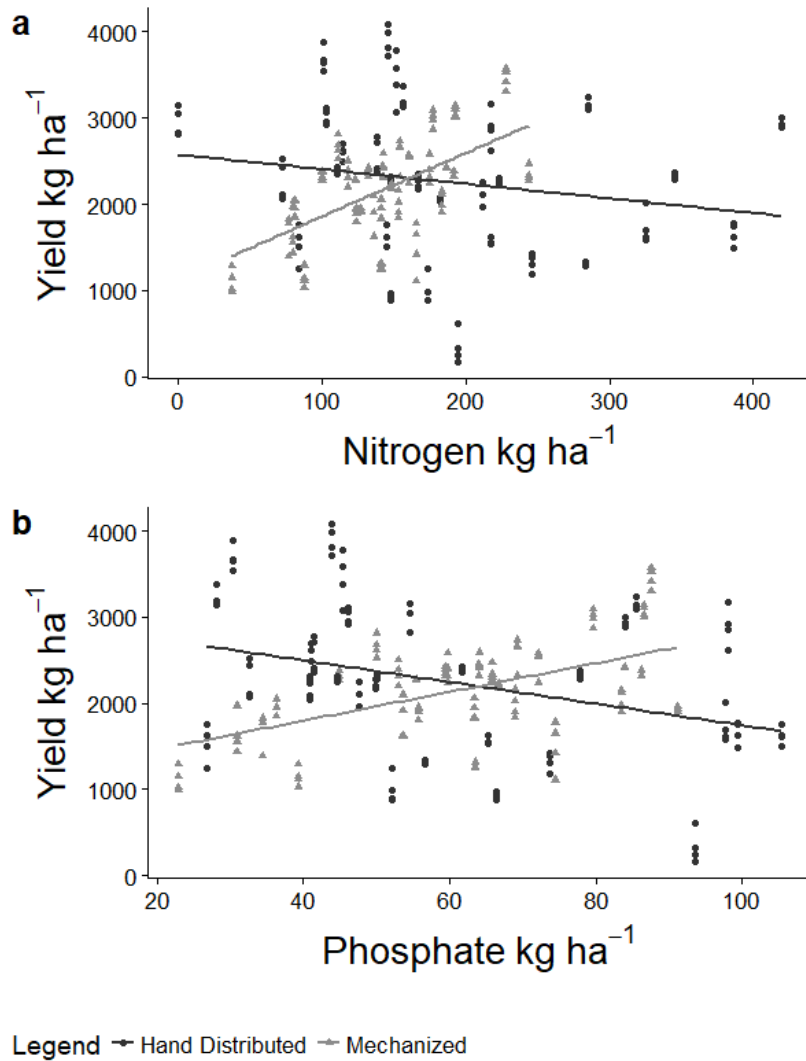 a
4000
3000
2000
1000
0
Yield kg ha⁻¹
0 100 200 300 400
Nitrogen kg ha⁻¹
b
4000
3000
2000
1000
0
Yield kg ha⁻¹
20 40 60 80 100
Phosphate kg ha⁻¹
Legend Hand Distributed Mechanized